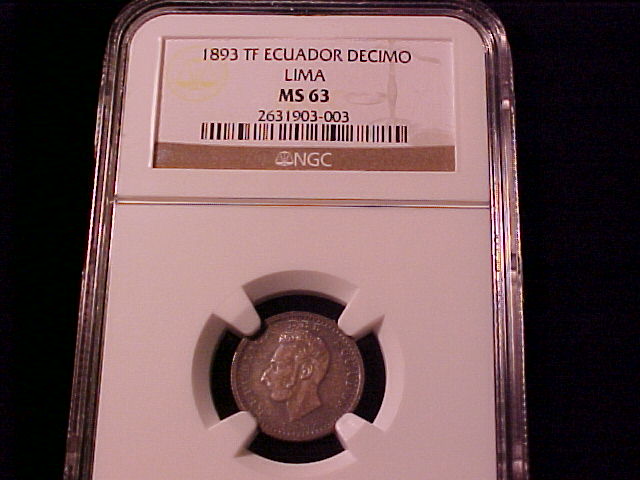 1893 TF ECUADOR DECIMO
LIMA
MS 63
2631903-003
NGC